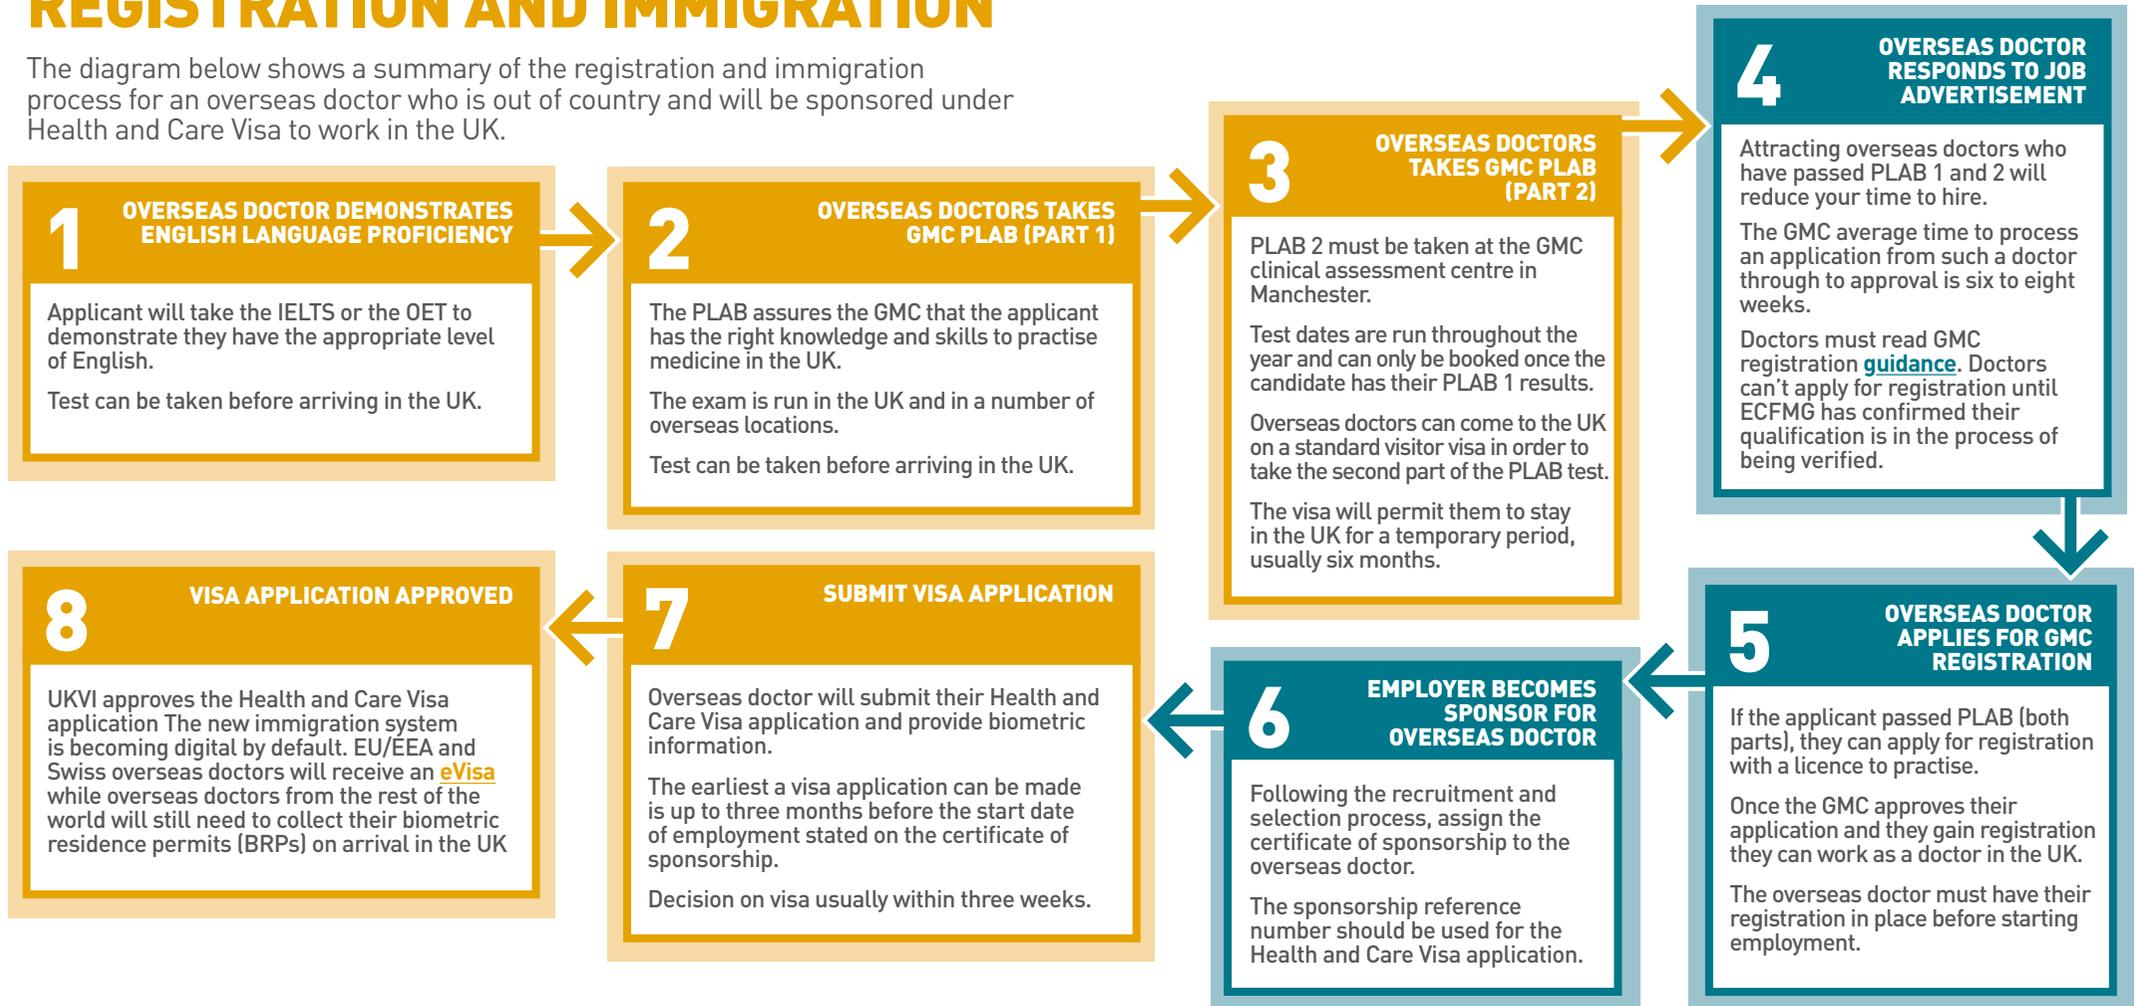 REGISTRATION AND IMMIGRATION
The diagram below shows a summary of the registration and immigration
process for an overseas doctor who is out of country and will be sponsored under
Health and Care Visa to work in the UK.
1
OVERSEAS DOCTOR DEMONSTRATES
ENGLISH LANGUAGE PROFICIENCY
Applicant will take the IELTS or the OET to
demonstrate they have the appropriate level
of English.
Test can be taken before arriving in the UK.
2
OVERSEAS DOCTORS TAKES
GMC PLAB (PART 1)
The PLAB assures the GMC that the applicant
has the right knowledge and skills to practise
medicine in the UK.
The exam is run in the UK and in a number of
overseas locations.
Test can be taken before arriving in the UK.
3
OVERSEAS DOCTORS
TAKES GMC PLAB
(PART 2)
PLAB 2 must be taken at the GMC
clinical assessment centre in
Manchester.
Test dates are run throughout the
year and can only be booked once the
candidate has their PLAB 1 results.
Overseas doctors can come to the UK
on a standard visitor visa in order to
take the second part of the PLAB test.
The visa will permit them to stay
in the UK for a temporary period,
usually six months.
4
OVERSEAS DOCTOR
RESPONDS TO JOB
ADVERTISEMENT
Attracting overseas doctors who
have passed PLAB 1 and 2 will
reduce your time to hire.
The GMC average time to process
an application from such a doctor
through to approval is six to eight
weeks.
Doctors must read GMC
registration guidance. Doctors
can't apply for registration until
ECFMG has confirmed their
qualification is in the process of
being verified.
5
OVERSEAS DOCTOR
APPLIES FOR GMC
REGISTRATION
If the applicant passed PLAB (both
parts), they can apply for registration
with a licence to practise.
Once the GMC approves their
application and they gain registration
they can work as a doctor in the UK.
The overseas doctor must have their
registration in place before starting
employment.
6
EMPLOYER BECOMES
SPONSOR FOR
OVERSEAS DOCTOR
Following the recruitment and
selection process, assign the
certificate of sponsorship to the
overseas doctor.
The sponsorship reference
number should be used for the
Health and Care Visa application.
7
SUBMIT VISA APPLICATION
Overseas doctor will submit their Health and
Care Visa application and provide biometric
information.
The earliest a visa application can be made
is up to three months before the start date
of employment stated on the certificate of
sponsorship.
Decision on visa usually within three weeks.
8
VISA APPLICATION APPROVED
UKVI approves the Health and Care Visa
application The new immigration system
is becoming digital by default. EU/EEA and
Swiss overseas doctors will receive an eVisa
while overseas doctors from the rest of the
world will still need to collect their biometric
residence permits (BRPs) on arrival in the UK